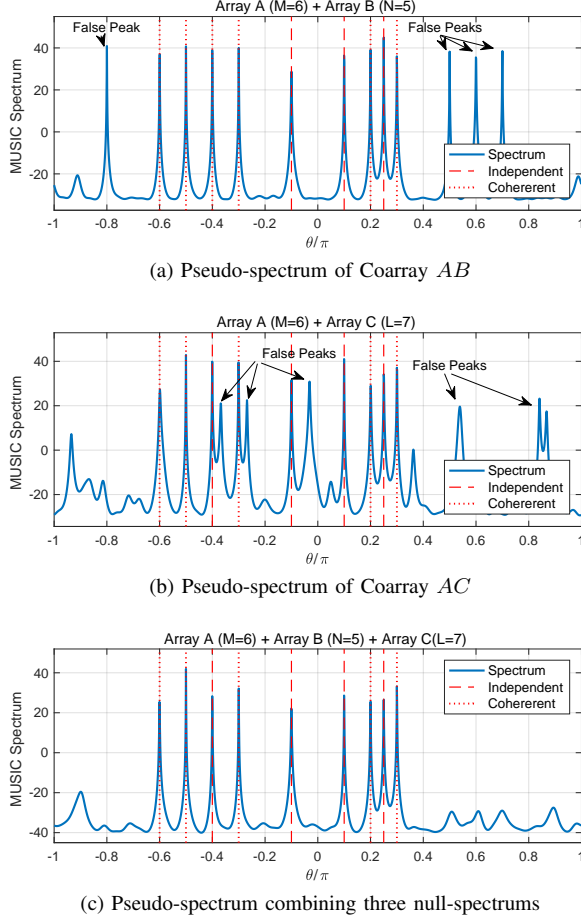 Array A (M=6) + Array B (N=5)
False Peak
False Peaks
40
20
0
-20
MUSIC Spectrum
Spectrum
Independent
Cohererent
-1 -0.8 -0.6 -0.4 -0.2 0 0.2 0.4 0.6 0.8 1
θ/π
(a) Pseudo-spectrum of Coarray AB
Array A (M=6) + Array C (L=7)
False Peaks
False Peaks
40
20
0
-20
MUSIC Spectrum
Spectrum
Independent
Cohererent
-1 -0.8 -0.6 -0.4 -0.2 0 0.2 0.4 0.6 0.8 1
θ/π
(b) Pseudo-spectrum of Coarray AC
Array A (M=6) + Array B (N=5) + Array C(L=7)
40
20
0
-20
-40
MUSIC Spectrum
Spectrum
Independent
Cohererent
-1 -0.8 -0.6 -0.4 -0.2 0 0.2 0.4 0.6 0.8 1
θ/π
(c) Pseudo-spectrum combining three null-spectrums